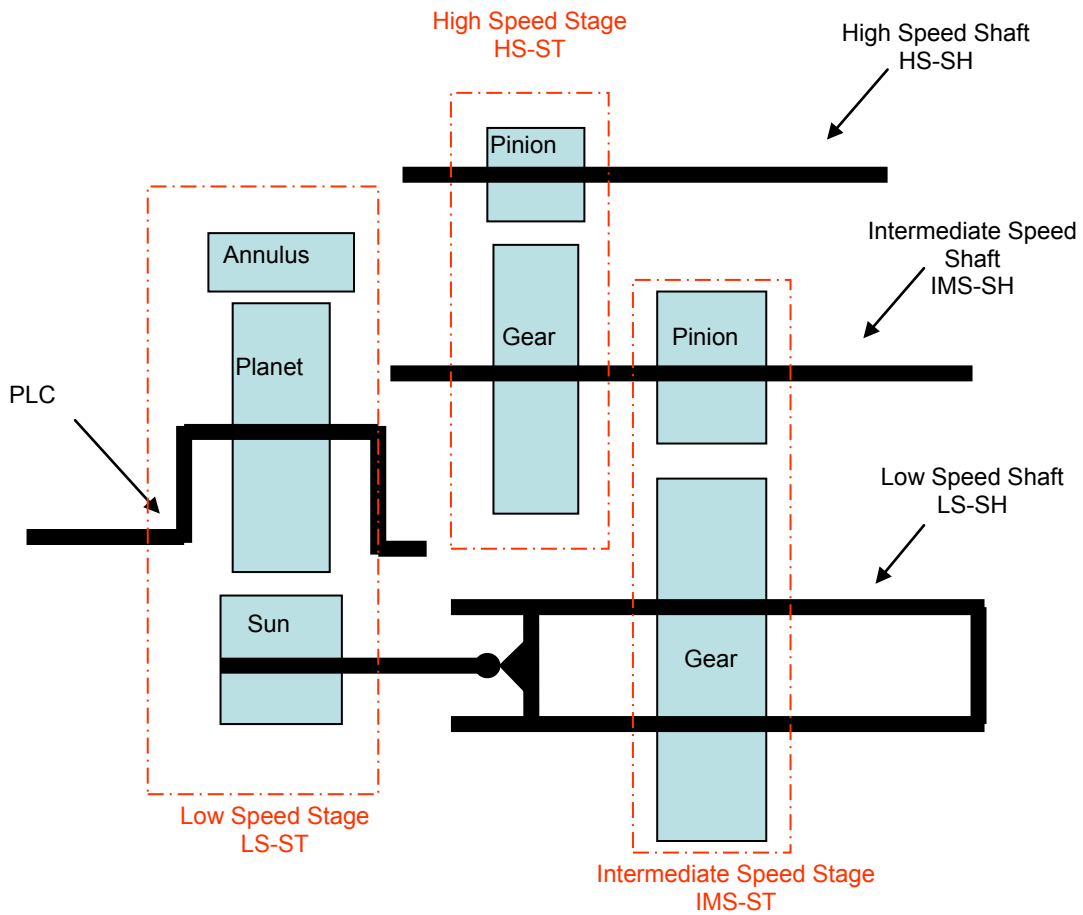 High Speed Stage
HS-ST
High Speed Shaft
HS-SH
Pinion
Intermediate Speed
Shaft
IMS-SH
Annulus
Gear
Pinion
Planet
PLC
Low Speed Shaft
LS-SH
Sun
Gear
Low Speed Stage
LS-ST
Intermediate Speed Stage
IMS-ST